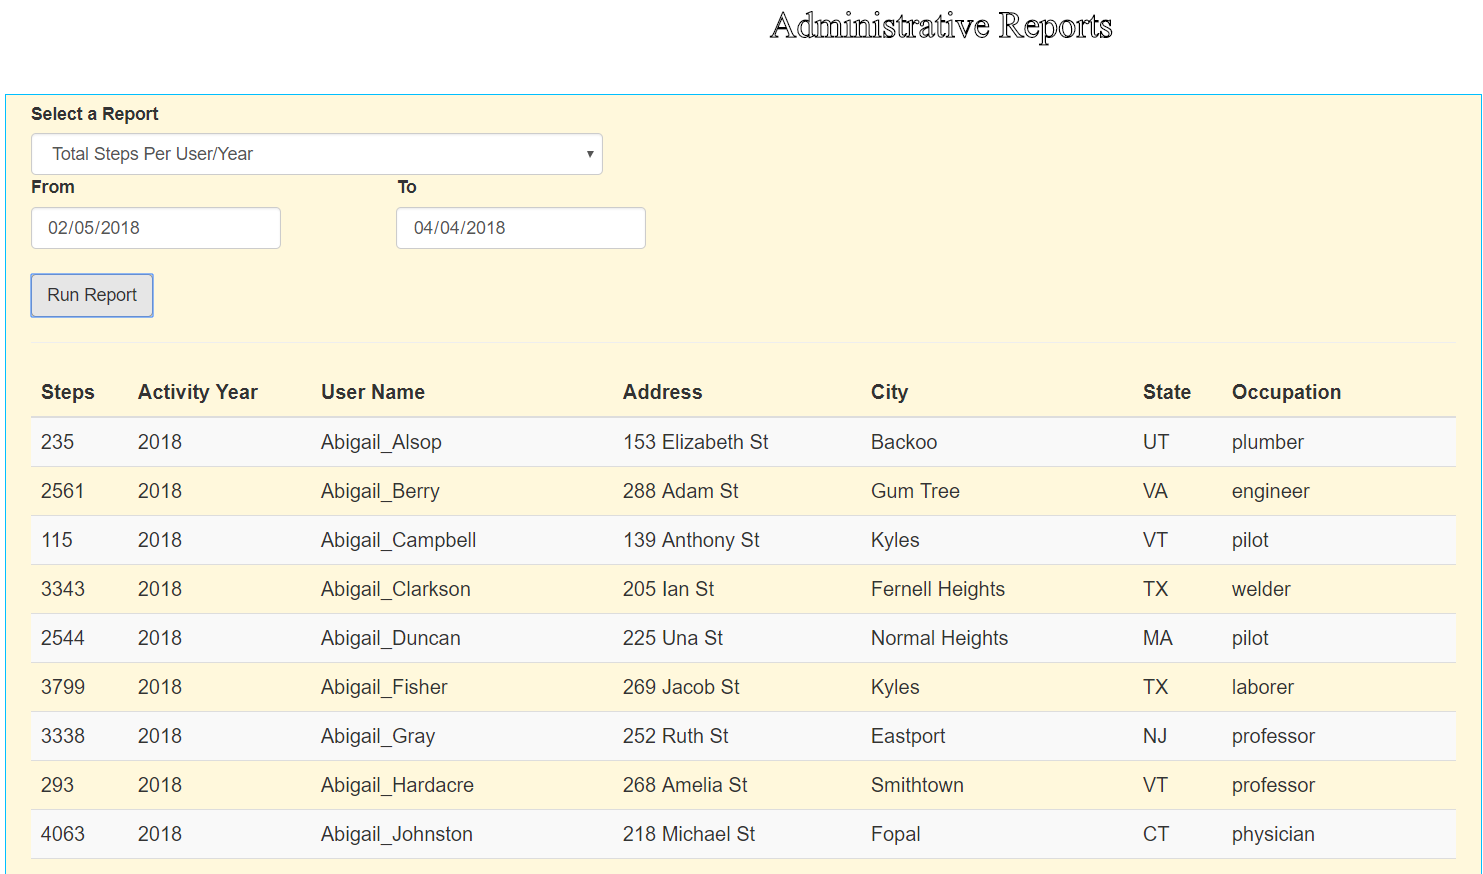 Administrative Reports
Select a Report
Total Steps Per User/Year
From To
02/05/2018 04/04/2018
Run Report
Steps Activity Year User Name Address City State Occupation
235 2018 Abigail_Alsop 153 Elizabeth St Backoo UT plumber
2561 2018 Abigail_Berry 288 Adam St Gum Tree VA engineer
115 2018 Abigail_Campbell 139 Anthony St Kyles VT pilot
3343 2018 Abigail_Clarkson 205 Ian St Fernell Heights TX welder
2544 2018 Abigail_Duncan 225 Una St Normal Heights MA pilot
3799 2018 Abigail_Fisher 269 Jacob St Kyles TX laborer
3338 2018 Abigail_Gray 252 Ruth St Eastport NJ professor
293 2018 Abigail_Hardacre 268 Amelia St Smithtown VT professor
4063 2018 Abigail_Johnston 218 Michael St Fopal CT physician